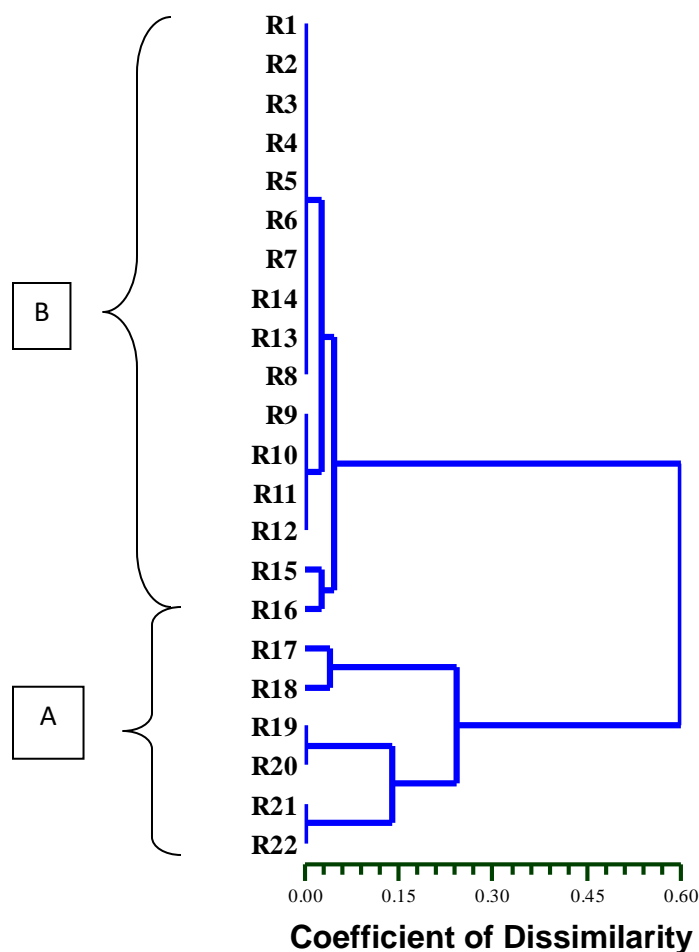 R1
R2
R3
R4
R5
R6
R7
R14
R13
R8
R9
R10
R11
R12
R15
R16
R17
R18
R19
R20
R21
R22
B
A
0.00 0.15 0.30 0.45 0.60
Coefficient of Dissimilarity